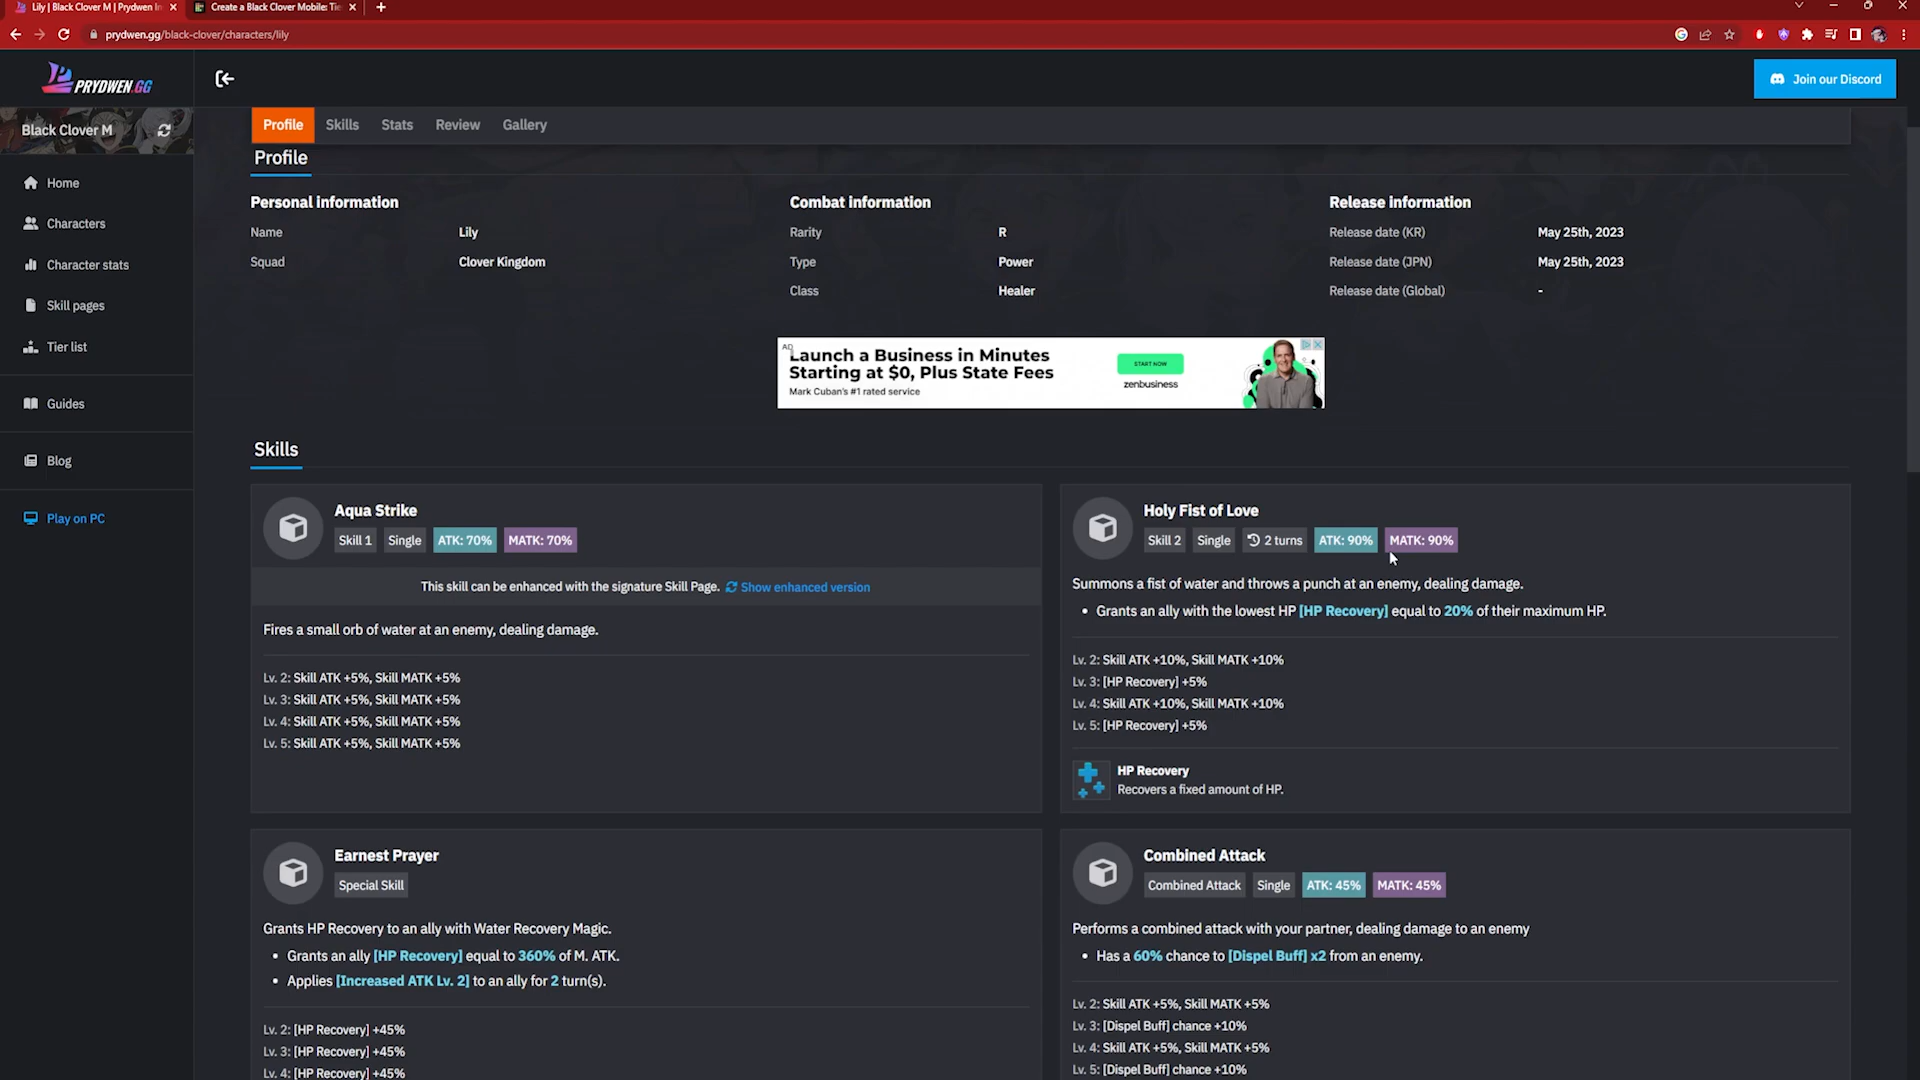 Lily | Black Clover M | Prydwen In
Create a Black Clover Mobile: Tie
prydwen.gg/black-clover/characters/lily
PRYDWEN.GG
Join our Discord
Black Clover M
Home
Characters
Character stats
Skill pages
Tier list
Guides
Blog
Play on PC
Profile Skills Stats Review Gallery
Profile
Personal information
Name Lily
Squad Clover Kingdom
Combat information
Rarity R
Type Power
Class Healer
Release information
Release date (KR) May 25th, 2023
Release date (JPN) May 25th, 2023
Release date (Global) -
AD
Launch a Business in Minutes
Starting at $0, Plus State Fees
Mark Cuban's #1 rated service
START NOW
zenbusiness
Skills
Aqua Strike
Skill 1 Single ATK: 70% MATK: 70%
This skill can be enhanced with the signature Skill Page. Show enhanced version
Fires a small orb of water at an enemy, dealing damage.
Lv. 2: Skill ATK +5%, Skill MATK +5%
Lv. 3: Skill ATK +5%, Skill MATK +5%
Lv. 4: Skill ATK +5%, Skill MATK +5%
Lv. 5: Skill ATK +5%, Skill MATK +5%
Holy Fist of Love
Skill 2 Single 2 turns ATK: 90% MATK: 90%
Summons a fist of water and throws a punch at an enemy, dealing damage.
• Grants an ally with the lowest HP [HP Recovery] equal to 20% of their maximum HP.
Lv. 2: Skill ATK +10%, Skill MATK +10%
Lv. 3: [HP Recovery] +5%
Lv. 4: Skill ATK +10%, Skill MATK +10%
Lv. 5: [HP Recovery] +5%
HP Recovery
Recovers a fixed amount of HP.
Earnest Prayer
Special Skill
Grants HP Recovery to an ally with Water Recovery Magic.
• Grants an ally [HP Recovery] equal to 360% of M. ATK.
• Applies [Increased ATK Lv. 2] to an ally for 2 turn(s).
Lv. 2: [HP Recovery] +45%
Lv. 3: [HP Recovery] +45%
Lv. 4: [HP Recovery] +45%
Combined Attack
Combined Attack Single ATK: 45% MATK: 45%
Performs a combined attack with your partner, dealing damage to an enemy
• Has a 60% chance to [Dispel Buff] x2 from an enemy.
Lv. 2: Skill ATK +5%, Skill MATK +5%
Lv. 3: [Dispel Buff] chance +10%
Lv. 4: Skill ATK +5%, Skill MATK +5%
Lv. 5: [Dispel Buff] chance +10%